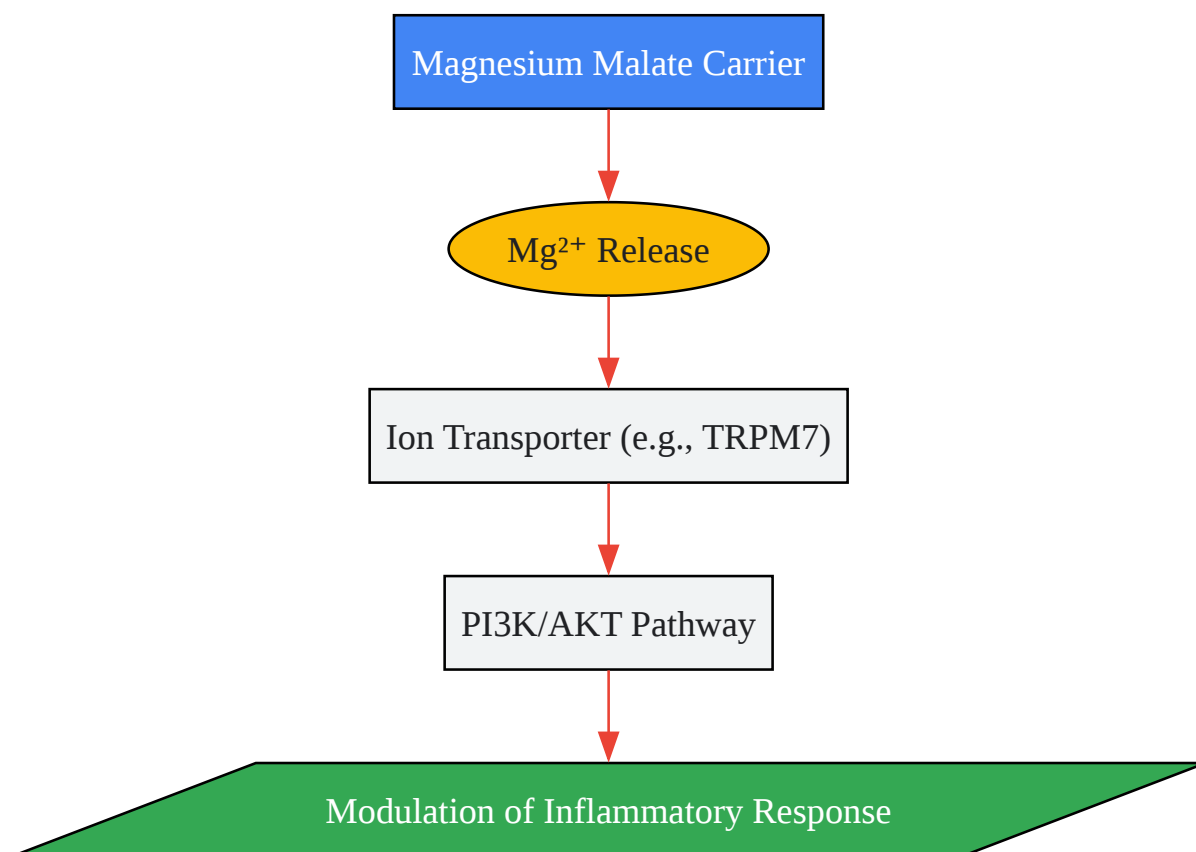 Magnesium Malate Carrier
Mg²⁺ Release
Ion Transporter (e.g., TRPM7)
PI3K/AKT Pathway
Modulation of Inflammatory Response